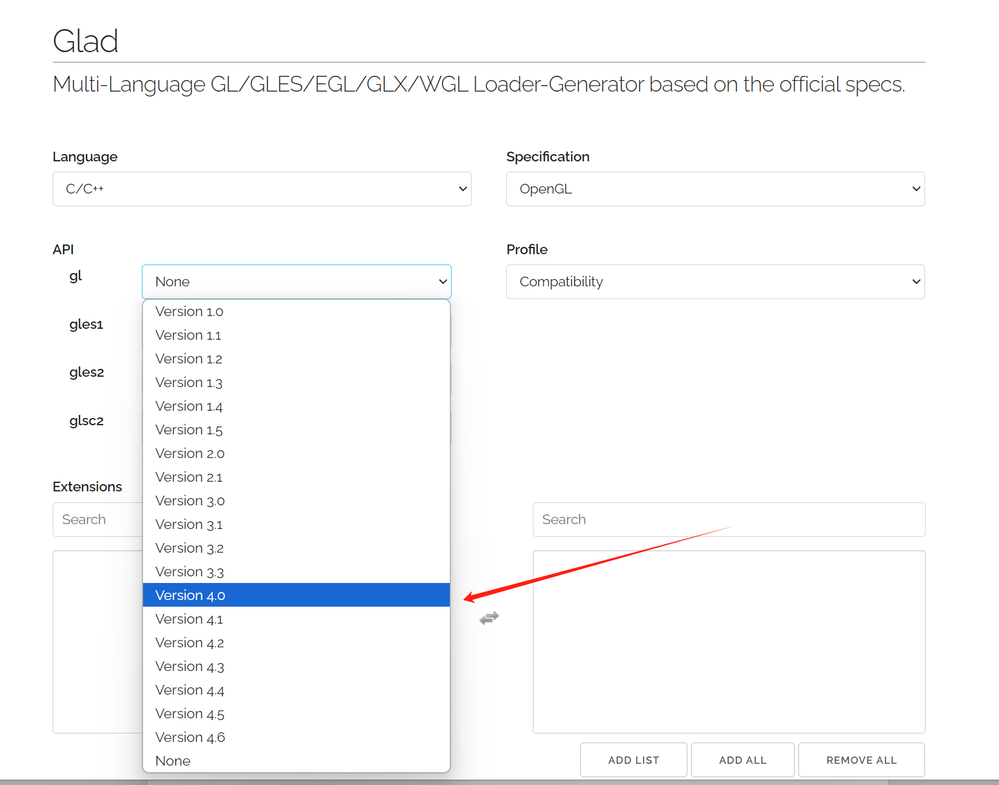 Glad
Multi-Language GL/GLES/EGL/GLX/WGL Loader-Generator based on the official specs.
Language
Specification
C/C++
OpenGL
API
Profile
gl
None
Compatibility
Version 1.0
gles1
Version 1.1
Version 1.2
gles2
Version 1.3
Version 1.4
glsc2
Version 1.5
Version 2.0
Version 2.1
Extensions
Version 3.0
Search
Search
Version 3.1
Version 3.2
Version 3.3
Version 4.0
Version 4.1
Version 4.2
Version 4.3
Version 4.4
Version 4.5
Version 4.6
None
ADD LIST
ADD ALL
REMOVE ALL